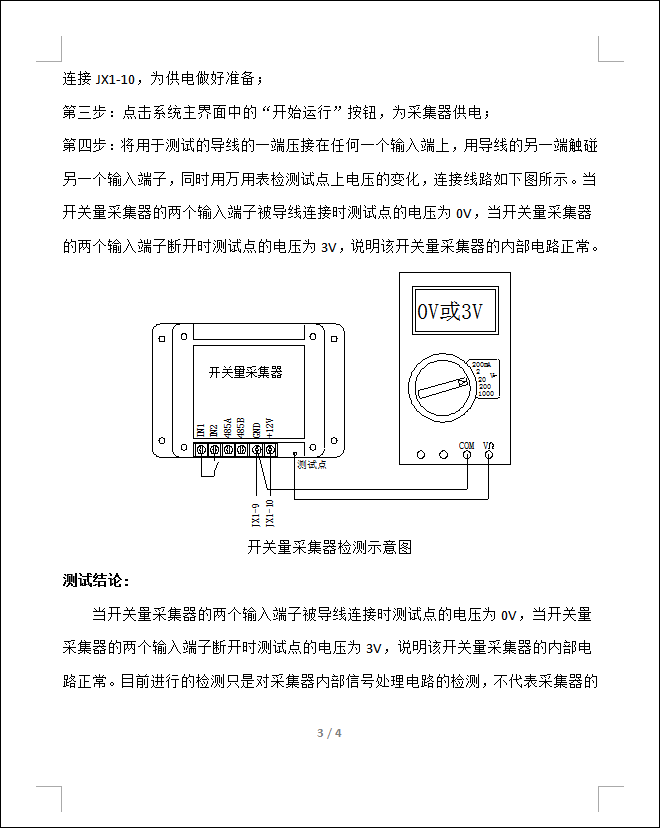 连接 JX1-10，为供电做好准备；
第三步：点击系统主界面中的“开始运行”按钮，为采集器供电；
第四步：将用于测试的导线的一端压接在任何一个输入端上，用导线的另一端触碰
另一个输入端子，同时用万用表检测试点上电压的变化，连接线路如下图所示。当
开关量采集器的两个输入端子被导线连接时测试点的电压为 0V，当开关量采集器
的两个输入端子断开时测试点的电压为 3V，说明该开关量采集器的内部电路正常。
0V或3V
200mA
2
V⎓
20
200
1000
开关量采集器
IN1
IN2
485A
485B
GND
+12V
COM
VΩ
测试点
JX1-9
JX1-10
开关量采集器检测示意图
测试结论：
当开关量采集器的两个输入端子被导线连接时测试点的电压为 0V，当开关量
采集器的两个输入端子断开时测试点的电压为 3V，说明该开关量采集器的内部电
路正常。目前进行的检测只是对采集器内部信号处理电路的检测，不代表采集器的
3 / 4